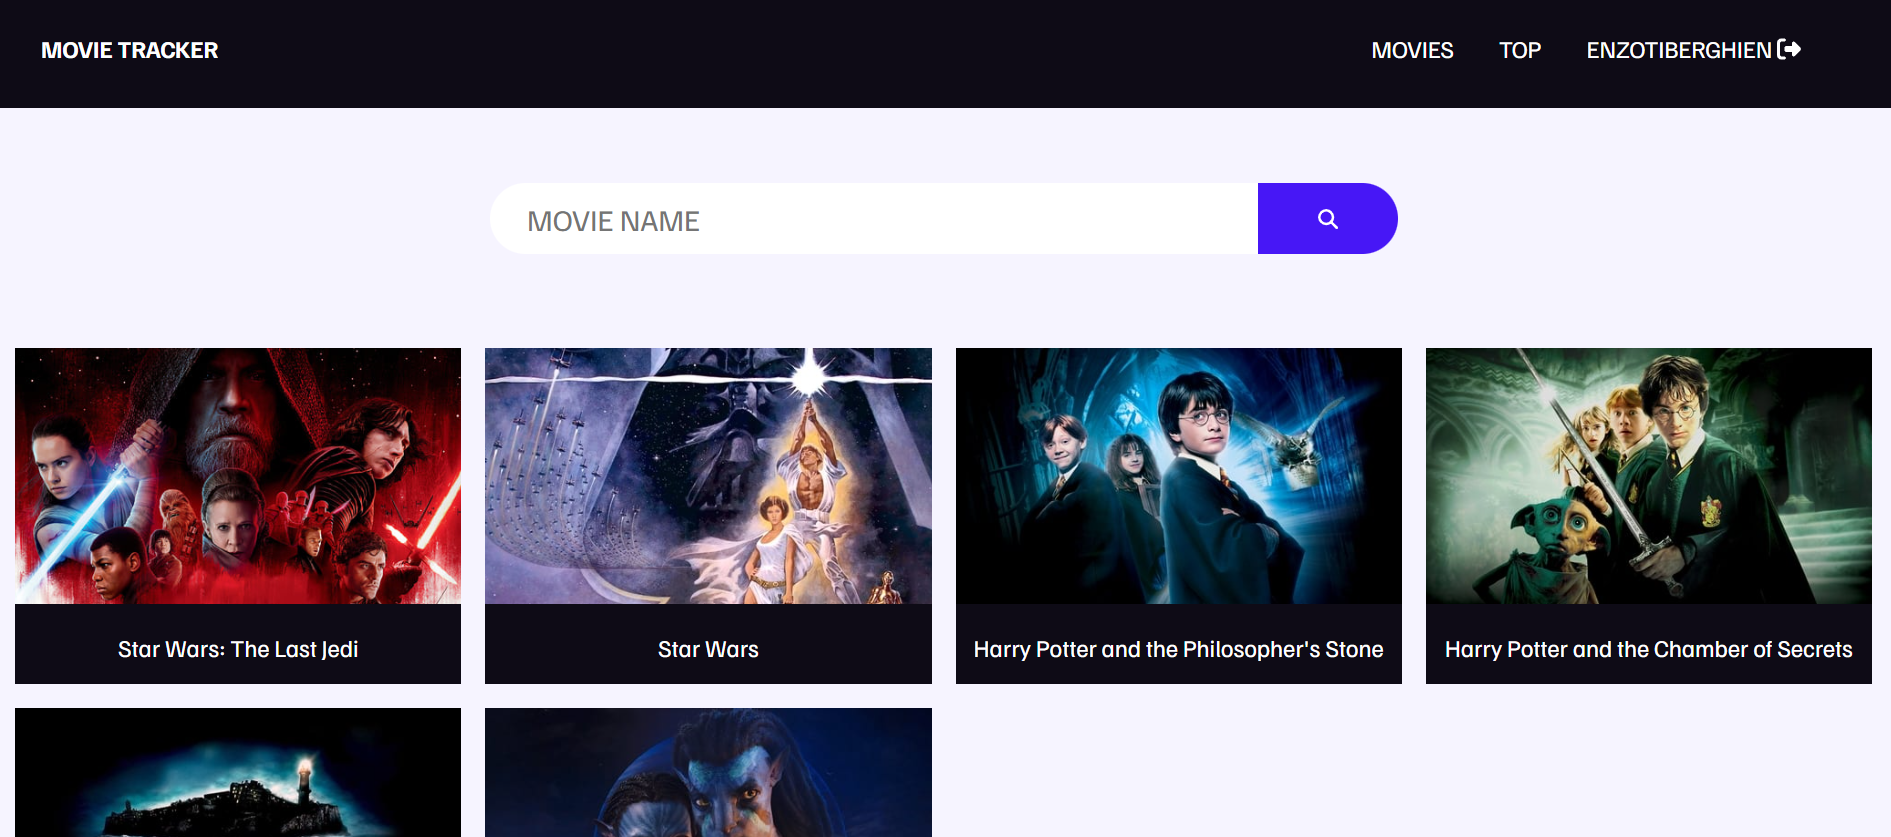 MOVIE TRACKER
MOVIES
TOP
ENZOTIBERGHIEN
MOVIE NAME
Star Wars: The Last Jedi
Star Wars
Harry Potter and the Philosopher's Stone
Harry Potter and the Chamber of Secrets